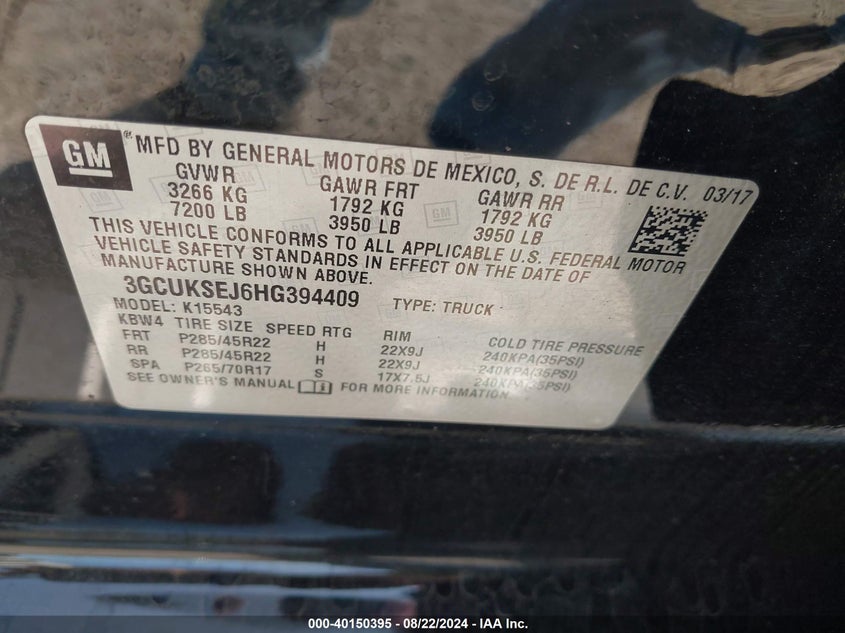 GM
® MFD BY GENERAL MOTORS DE MEXICO, S. DE R.L. DE C.V. 03/17
GVWR GAWR FRT GAWR RR
3266 KG 1792 KG 1792 KG
7200 LB 3950 LB 3950 LB
THIS VEHICLE CONFORMS TO ALL APPLICABLE U.S. FEDERAL MOTOR
VEHICLE SAFETY STANDARDS IN EFFECT ON THE DATE OF
MANUFACTURE SHOWN ABOVE.
3GCUKSEJ6HG394409 TYPE: TRUCK
MODEL: K15543
KBW4 TIRE SIZE SPEED RTG RIM COLD TIRE PRESSURE
FRT P285/45R22 H 22X9J 240KPA(35PSI)
RR P285/45R22 H 22X9J 240KPA(35PSI)
SPA P265/70R17 S 17X7.5J 240KPA(35PSI)
SEE OWNER'S MANUAL FOR MORE INFORMATION
000-40150395 - 08/22/2024 - IAA Inc.